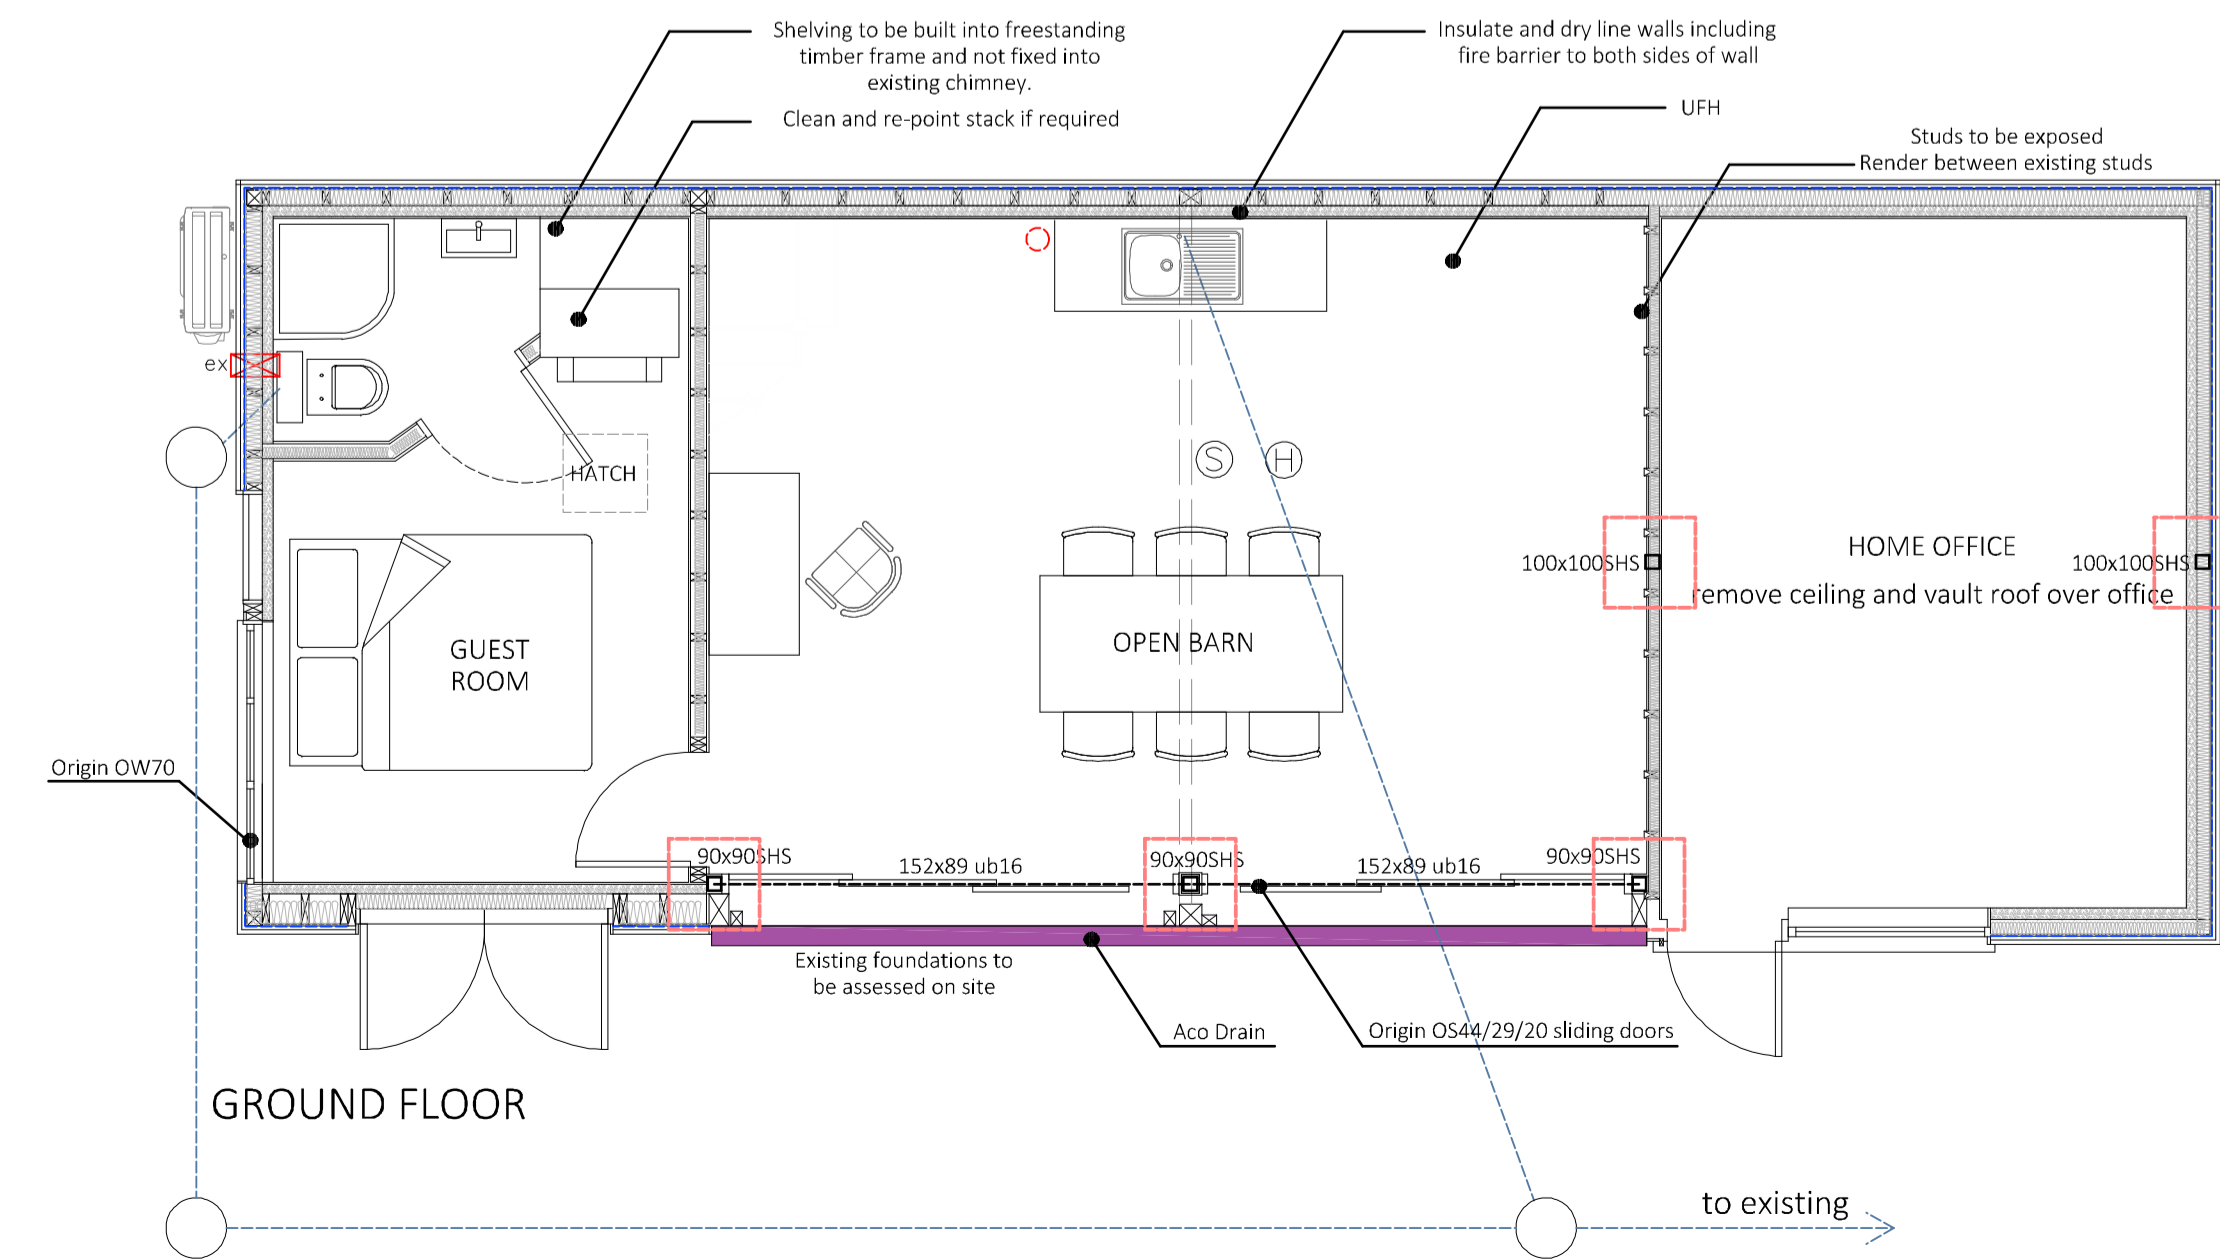 Shelving to be built into freestanding
timber frame and not fixed into
existing chimney.
Clean and re-point stack if required
Insulate and dry line walls including
fire barrier to both sides of wall
UFH
Studs to be exposed
Render between existing studs
ex
HATCH
S
H
GUEST
ROOM
OPEN BARN
100x100SHS
HOME OFFICE
remove ceiling and vault roof over office
100x100SHS
Origin OW70
90x90SHS
152x89 ub16
90x90SHS
152x89 ub16
90x90SHS
Existing foundations to
be assessed on site
Aco Drain
Origin OS44/29/20 sliding doors
GROUND FLOOR
to existing